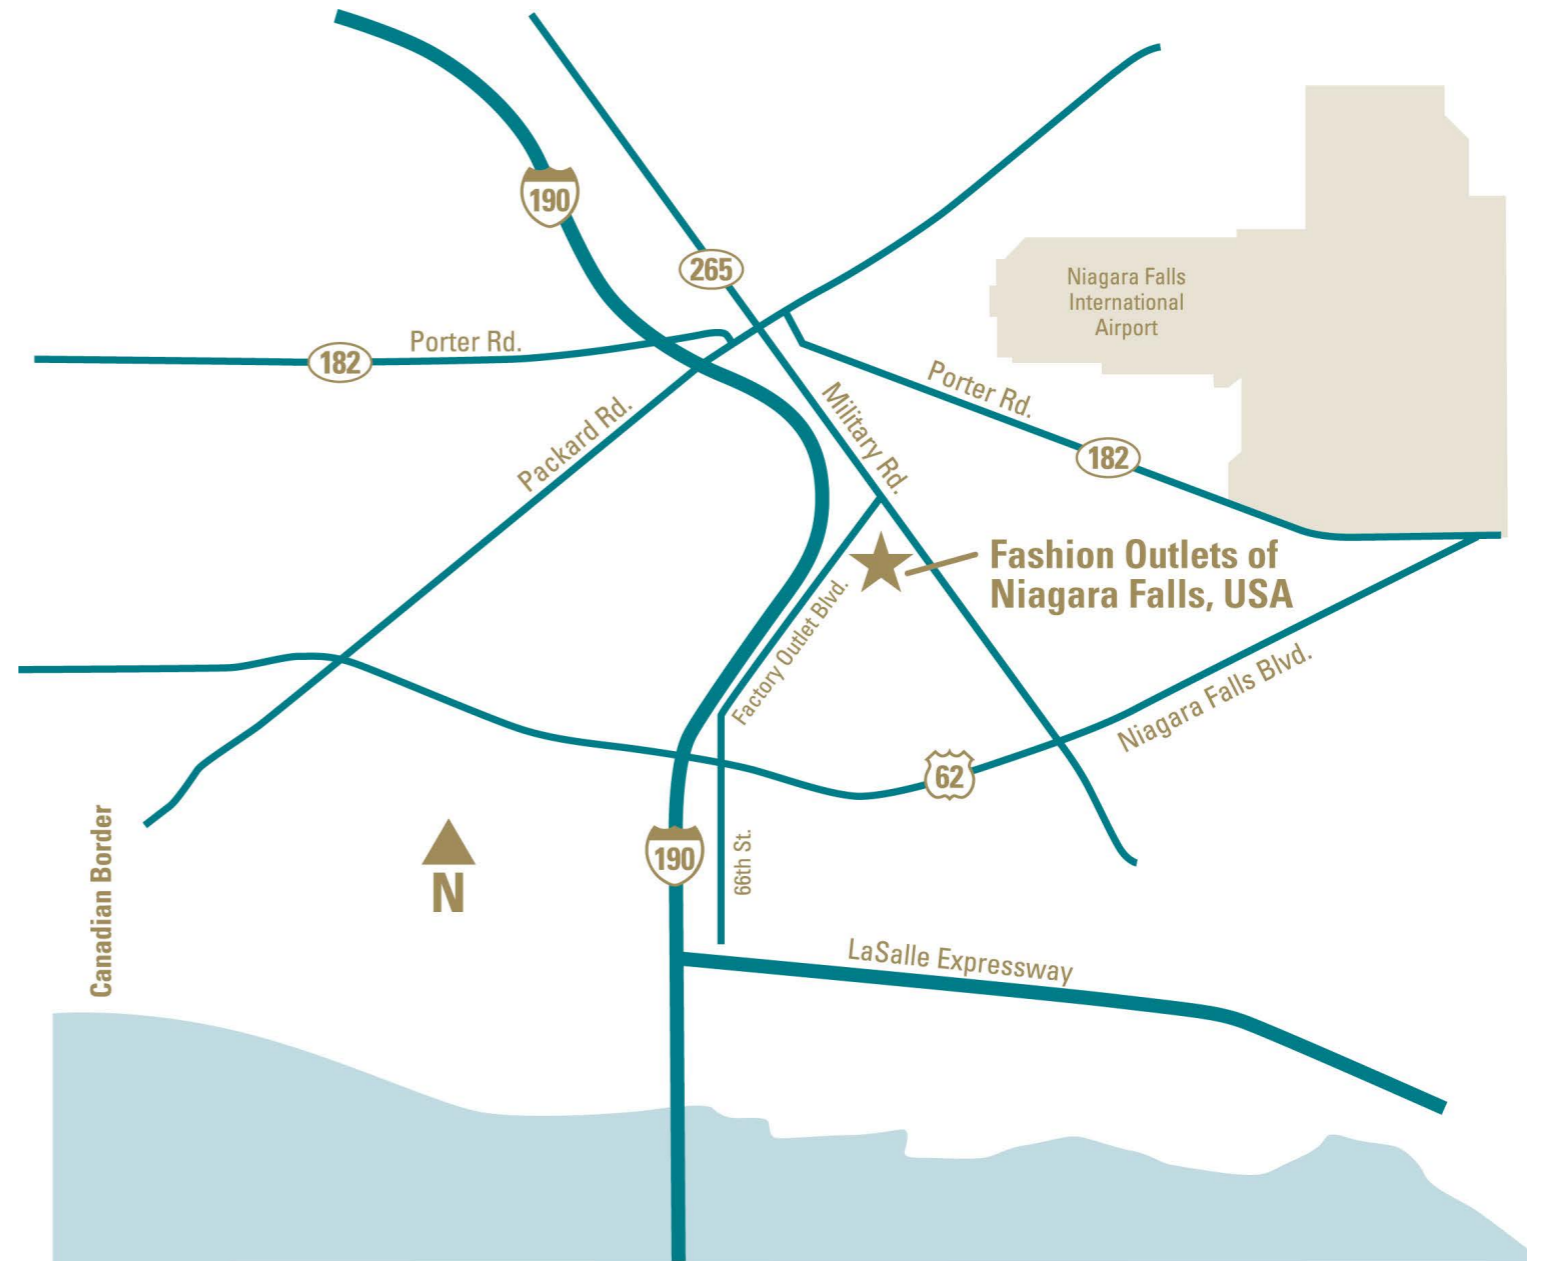 190
265
Niagara Falls
International
Airport
Porter Rd.
182
Porter Rd.
Military Rd.
Packard Rd.
182
Fashion Outlets of
Niagara Falls, USA
Factory Outlet Blvd.
Niagara Falls Blvd.
62
190
66th St.
Canadian Border
N
LaSalle Expressway